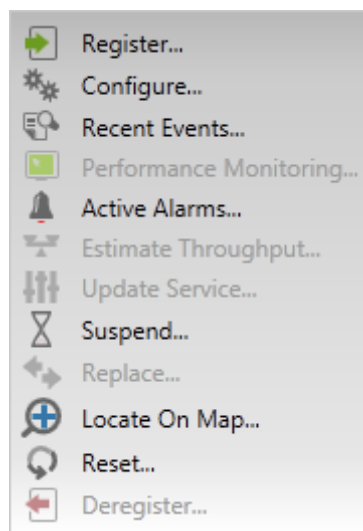 Register...
Configure...
Recent Events...
Performance Monitoring...
Active Alarms...
Estimate Throughput...
Update Service...
Suspend...
Replace...
Locate On Map...
Reset...
Deregister...